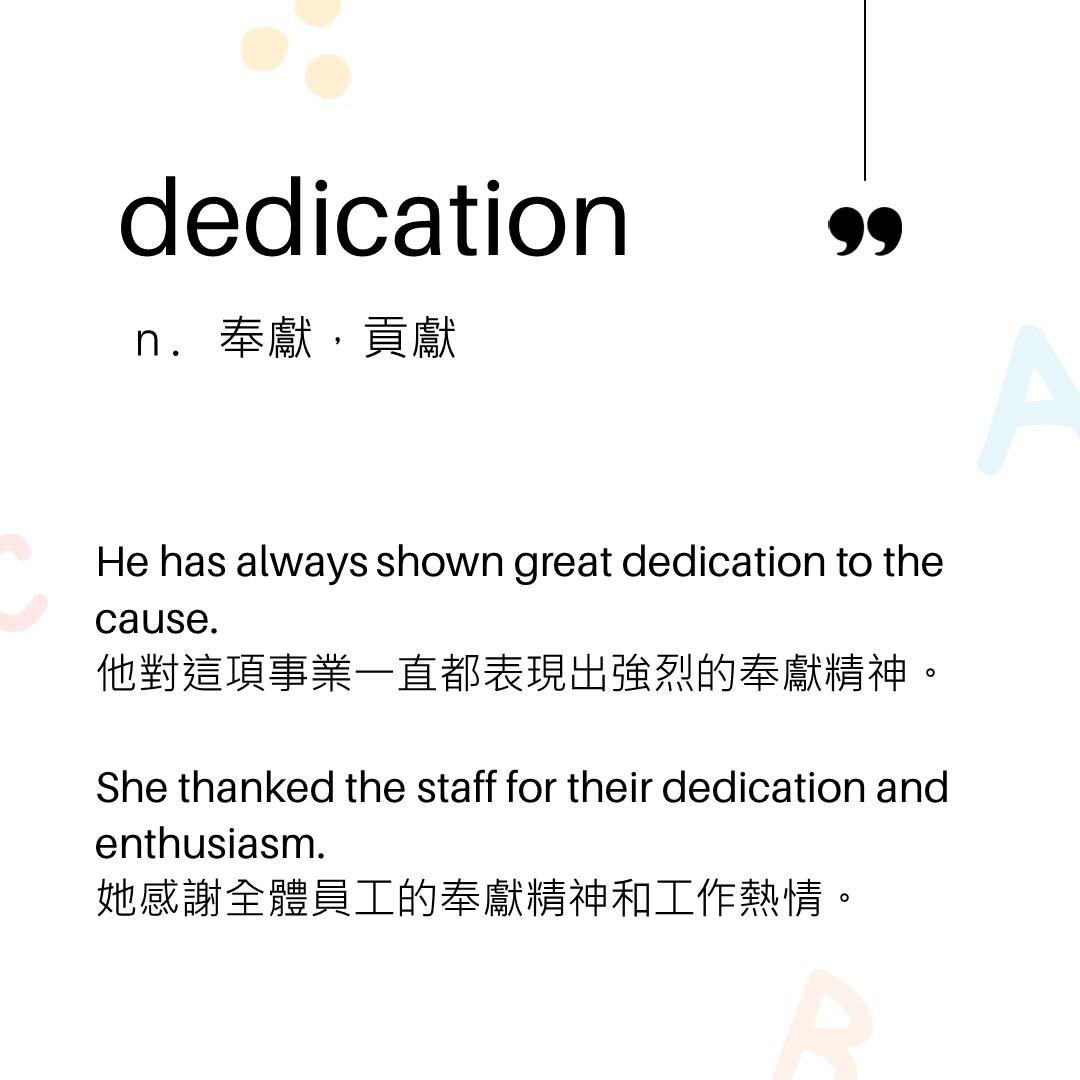 dedication
”
n. 奉獻，貢獻
A
C
He has always shown great dedication to the
cause.
他對這項事業一直都表現出強烈的奉獻精神。
She thanked the staff for their dedication and
enthusiasm.
她感謝全體員工的奉獻精神和工作熱情。
B